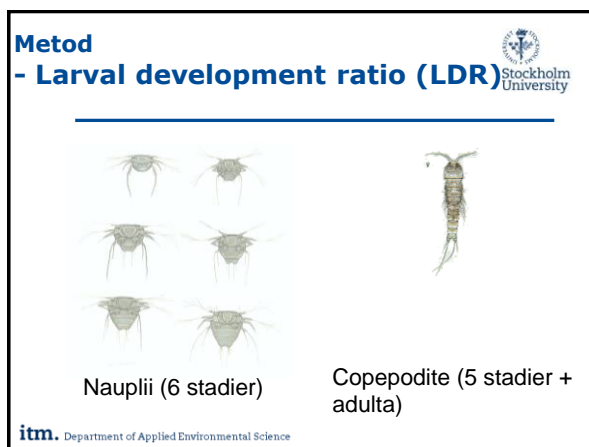 Metod
- Larval development ratio (LDR)
Stockholm
University
Nauplii (6 stadier)
Copepodite (5 stadier +
adulta)
itm. Department of Applied Environmental Science